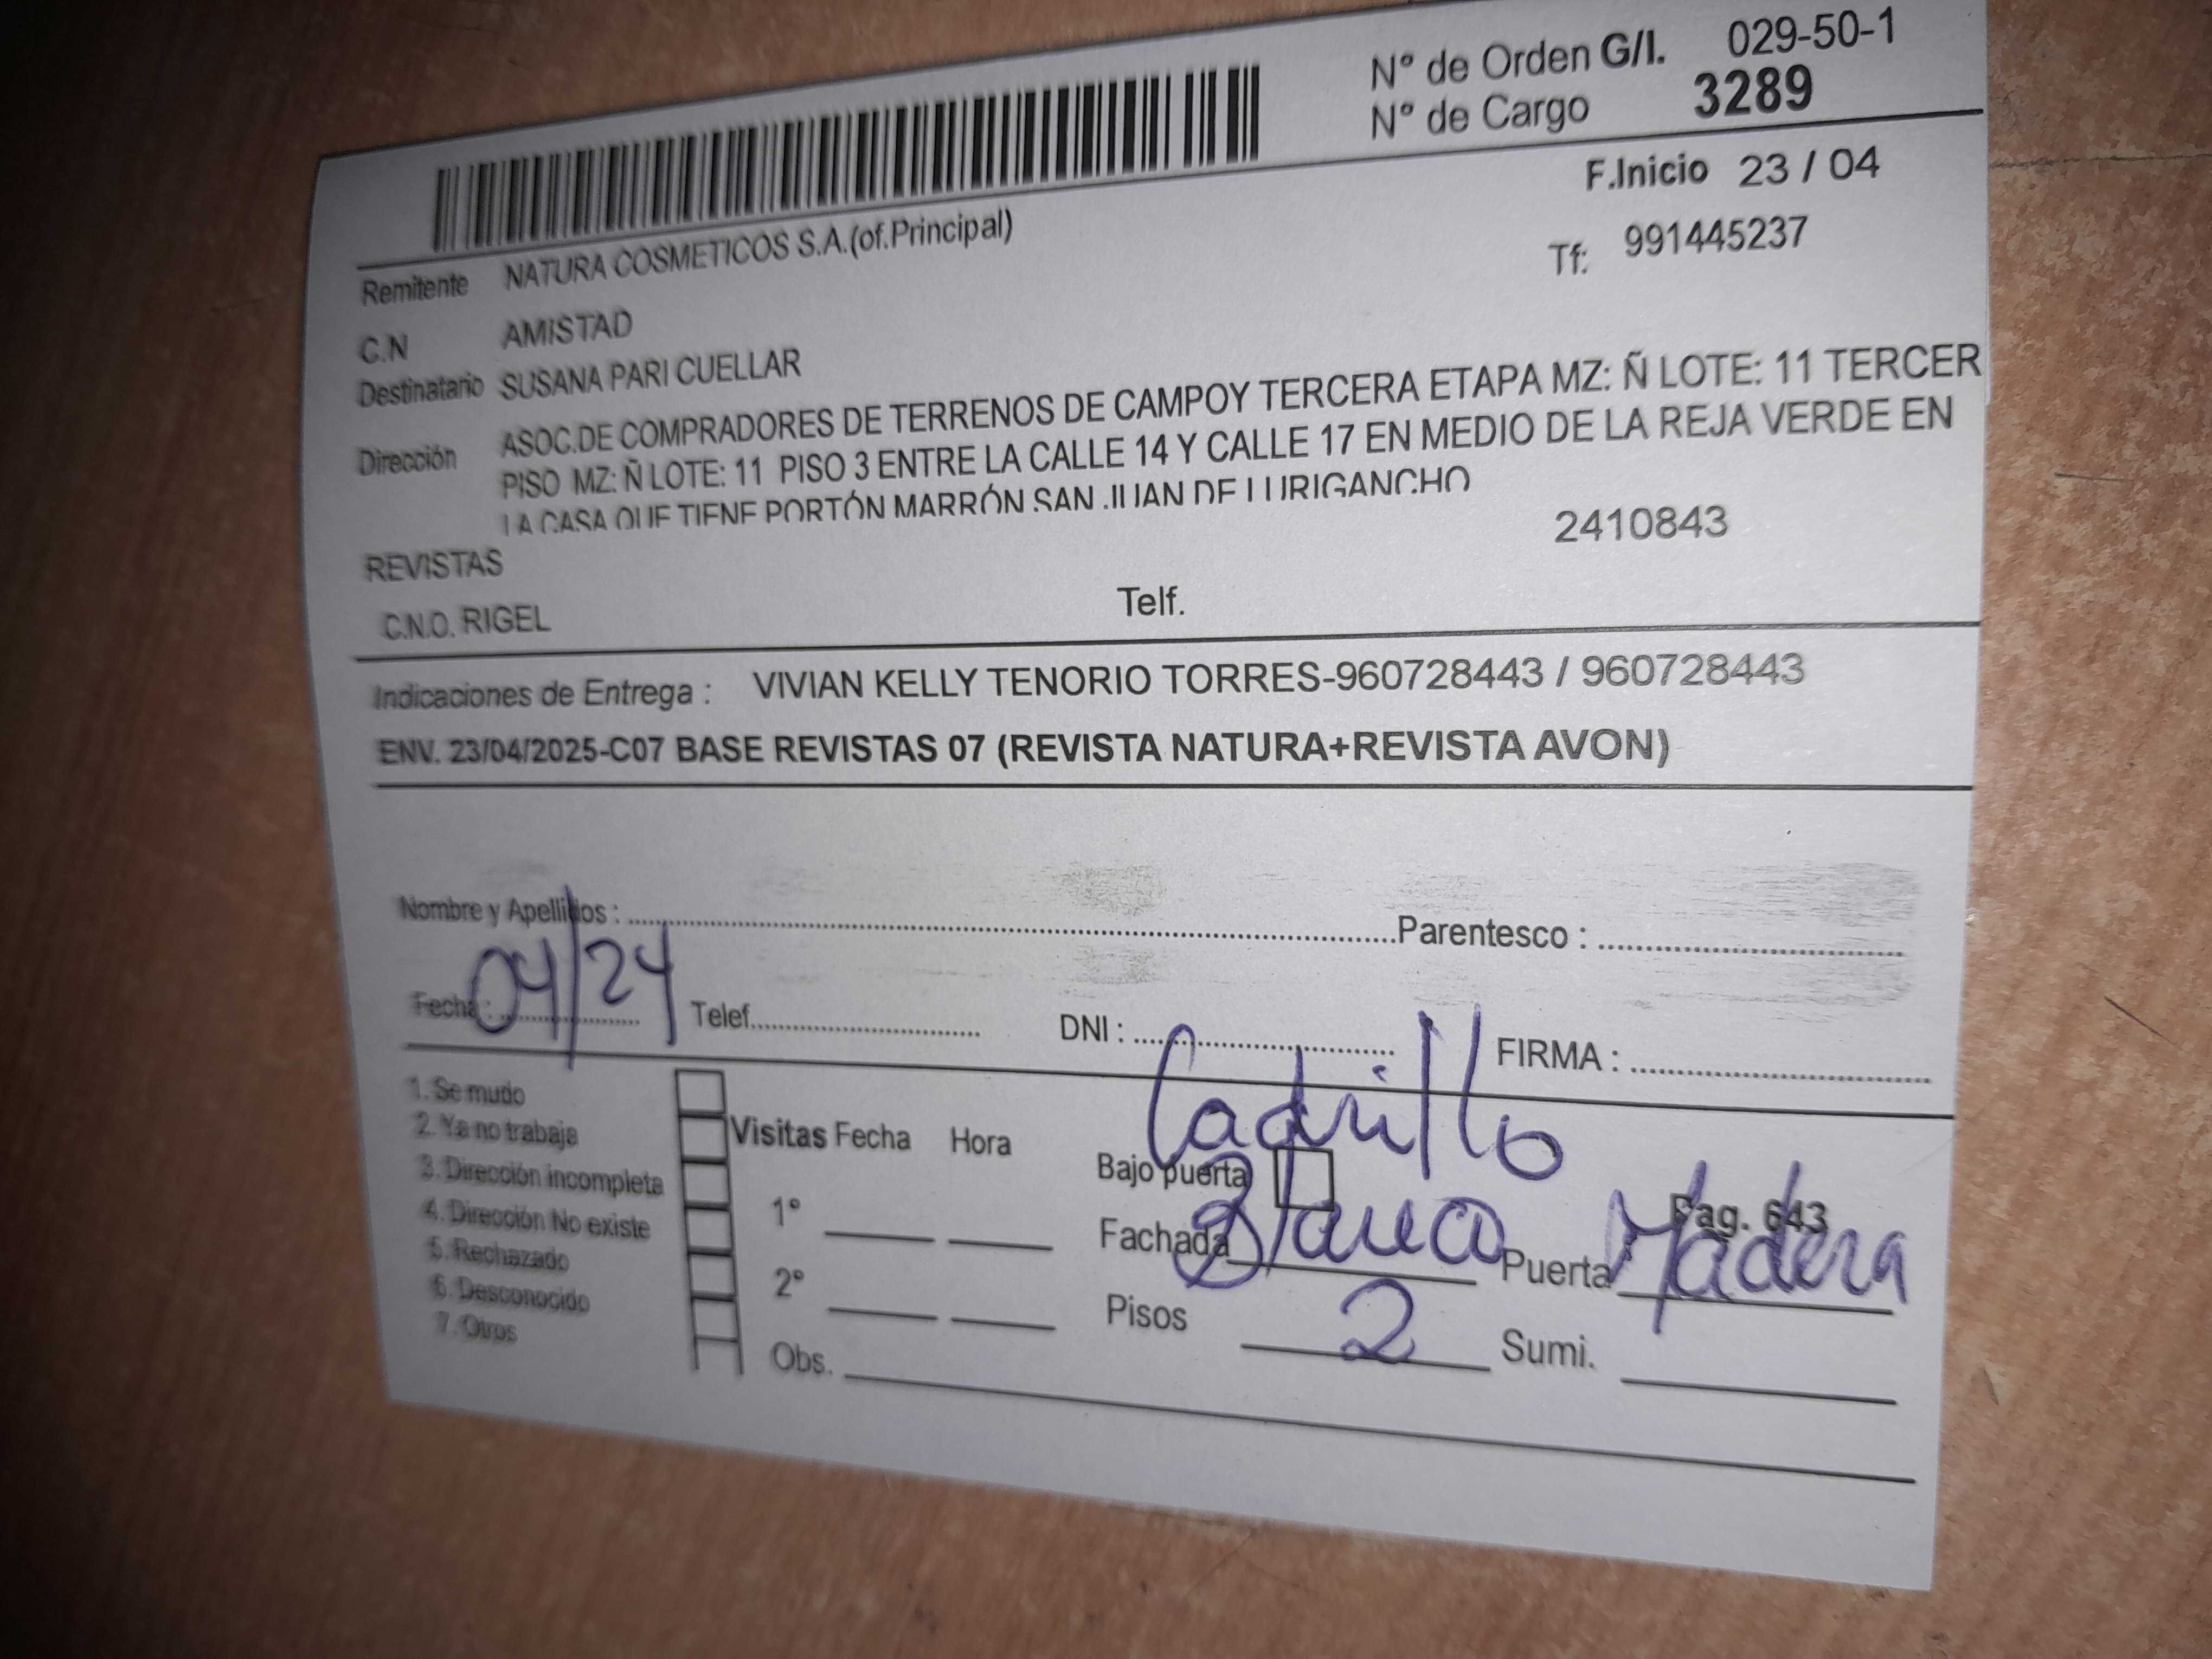 N° de Orden G/I. 029-50-1
N° de Cargo 3289
F.Inicio 23 / 04
Remitente NATURA COSMETICOS S.A.(of.Principal)
Tf: 991445237
C.N AMISTAD
Destinatario SUSANA PARI CUELLAR
Dirección ASOC.DE COMPRADORES DE TERRENOS DE CAMPOY TERCERA ETAPA MZ: Ñ LOTE: 11 TERCER
PISO MZ: Ñ LOTE: 11 PISO 3 ENTRE LA CALLE 14 Y CALLE 17 EN MEDIO DE LA REJA VERDE EN
LA CASA QUE TIENE PORTÓN MARRÓN SAN JUAN DE LURIGANCHO
REVISTAS 2410843
C.N.O. RIGEL Telf.
Indicaciones de Entrega : VIVIAN KELLY TENORIO TORRES-960728443 / 960728443
ENV. 23/04/2025-C07 BASE REVISTAS 07 (REVISTA NATURA+REVISTA AVON)
Nombre y Apellidos : Parentesco :
Fecha : 04/24 Telef. DNI : FIRMA :
1. Se mudo
2. Ya no trabaja Visitas Fecha Hora Ladrillo
3. Dirección incompleta Bajo puerta
4. Dirección No existe 1° Fachada Blanco Puerta Madera Pag. 643
5. Rechazado
6. Desconocido 2° Pisos 2 Sumi.
7. Otros Obs.